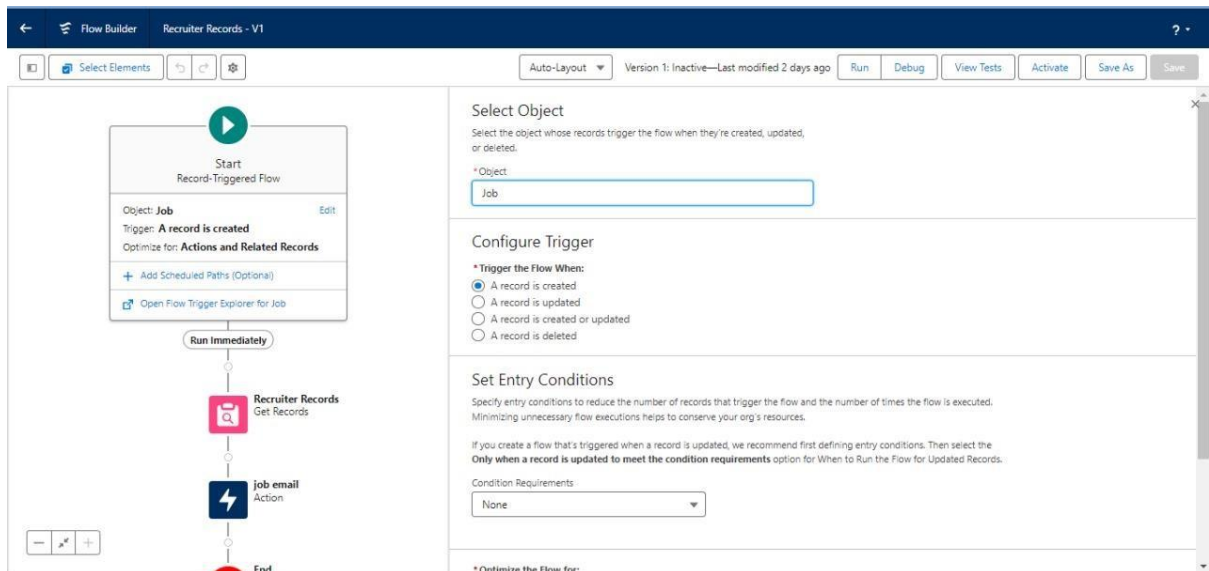 Flow Builder Recruiter Records - V1 ?
Select Elements Auto-Layout Version 1: Inactive—Last modified 2 days ago Run Debug View Tests Activate Save As Save
Start
Record-Triggered Flow
Object: Job Edit
Trigger: A record is created
Optimize for: Actions and Related Records
+ Add Scheduled Paths (Optional)
Open Flow Trigger Explorer for Job
Run Immediately
Recruiter Records
Get Records
job email
Action
End
Select Object
Select the object whose records trigger the flow when they're created, updated,
or deleted.
* Object
Job
Configure Trigger
* Trigger the Flow When:
A record is created
A record is updated
A record is created or updated
A record is deleted
Set Entry Conditions
Specify entry conditions to reduce the number of records that trigger the flow and the number of times the flow is executed.
Minimizing unnecessary flow executions helps to conserve your org's resources.
If you create a flow that's triggered when a record is updated, we recommend first defining entry conditions. Then select the
Only when a record is updated to meet the condition requirements option for When to Run the Flow for Updated Records.
Condition Requirements
None
* Optimize the Flow for: